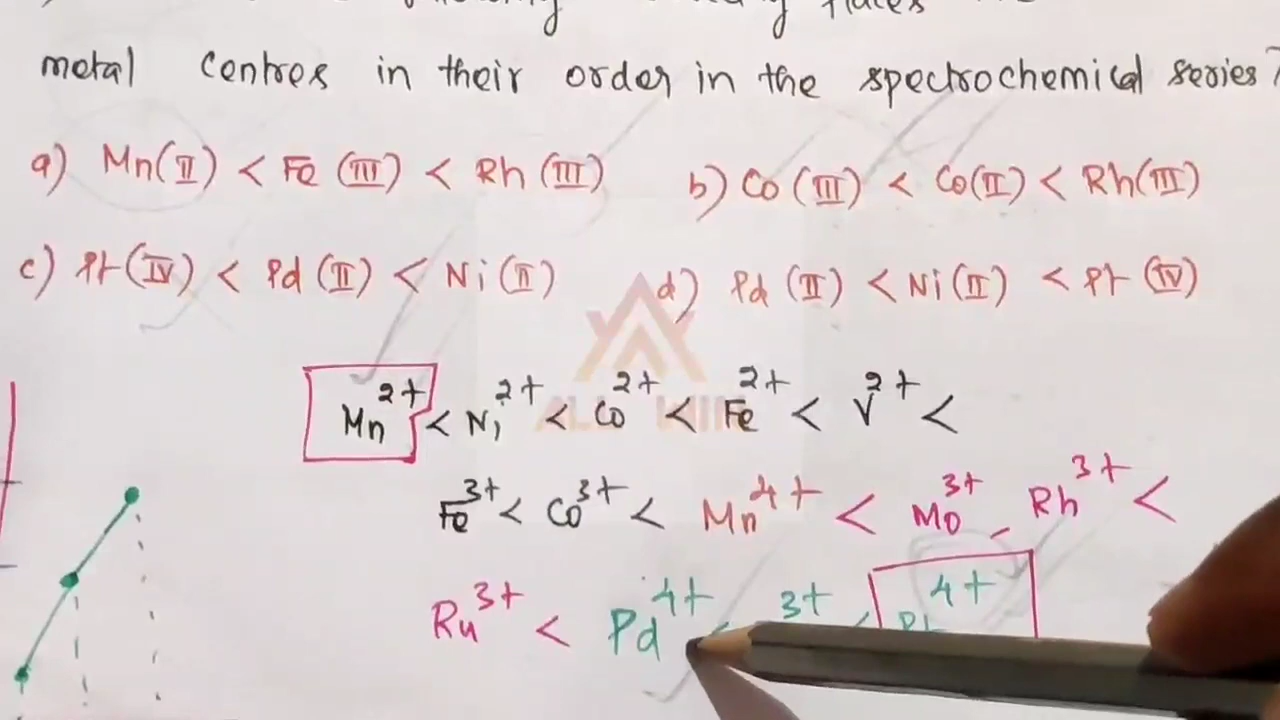 metal centres in their order in the spectrochemical series?
a) Mn(II) < Fe (III) < Rh (III) b) Co (III) < Co(II) < Rh(III)
c) Pt(IV) < Pd (II) < Ni (II) d) Pd (II) < Ni(II) < Pt (IV)
Mn²⁺ < Ni²⁺ < Co²⁺ < Fe²⁺ < V²⁺ <
Fe³⁺ < Co³⁺ < Mn⁴⁺ < Mo³⁺ Rh³⁺ <
Ru³⁺ < Pd⁴⁺ < ³⁺ < Pt⁴⁺